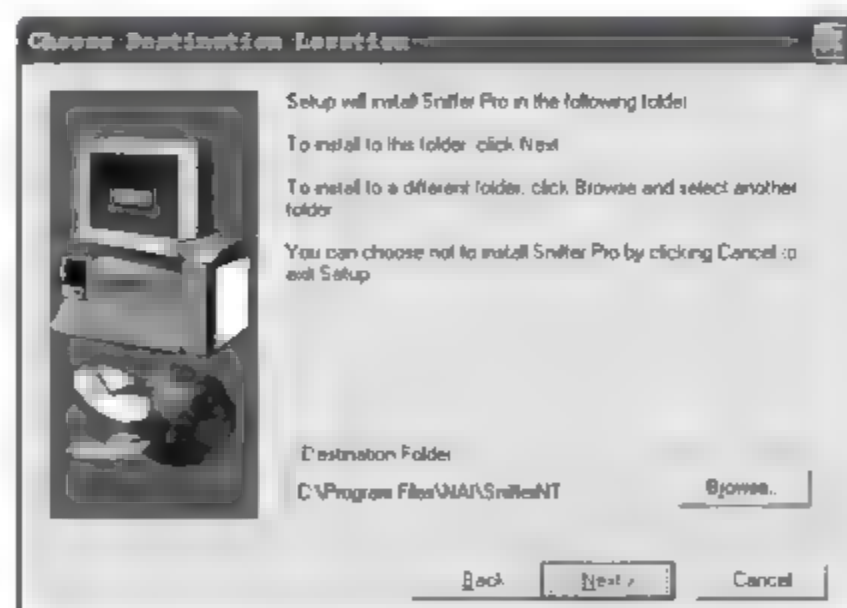 Choose Destination Location
Setup will install Sniffer Pro in the following folder
To install to this folder, click Next
To install to a different folder, click Browse and select another
folder
You can choose not to install Sniffer Pro by clicking Cancel to
exit Setup
Destination Folder
C:\Program Files\NAI\SnifferNT
Browse..
Back
Next >
Cancel